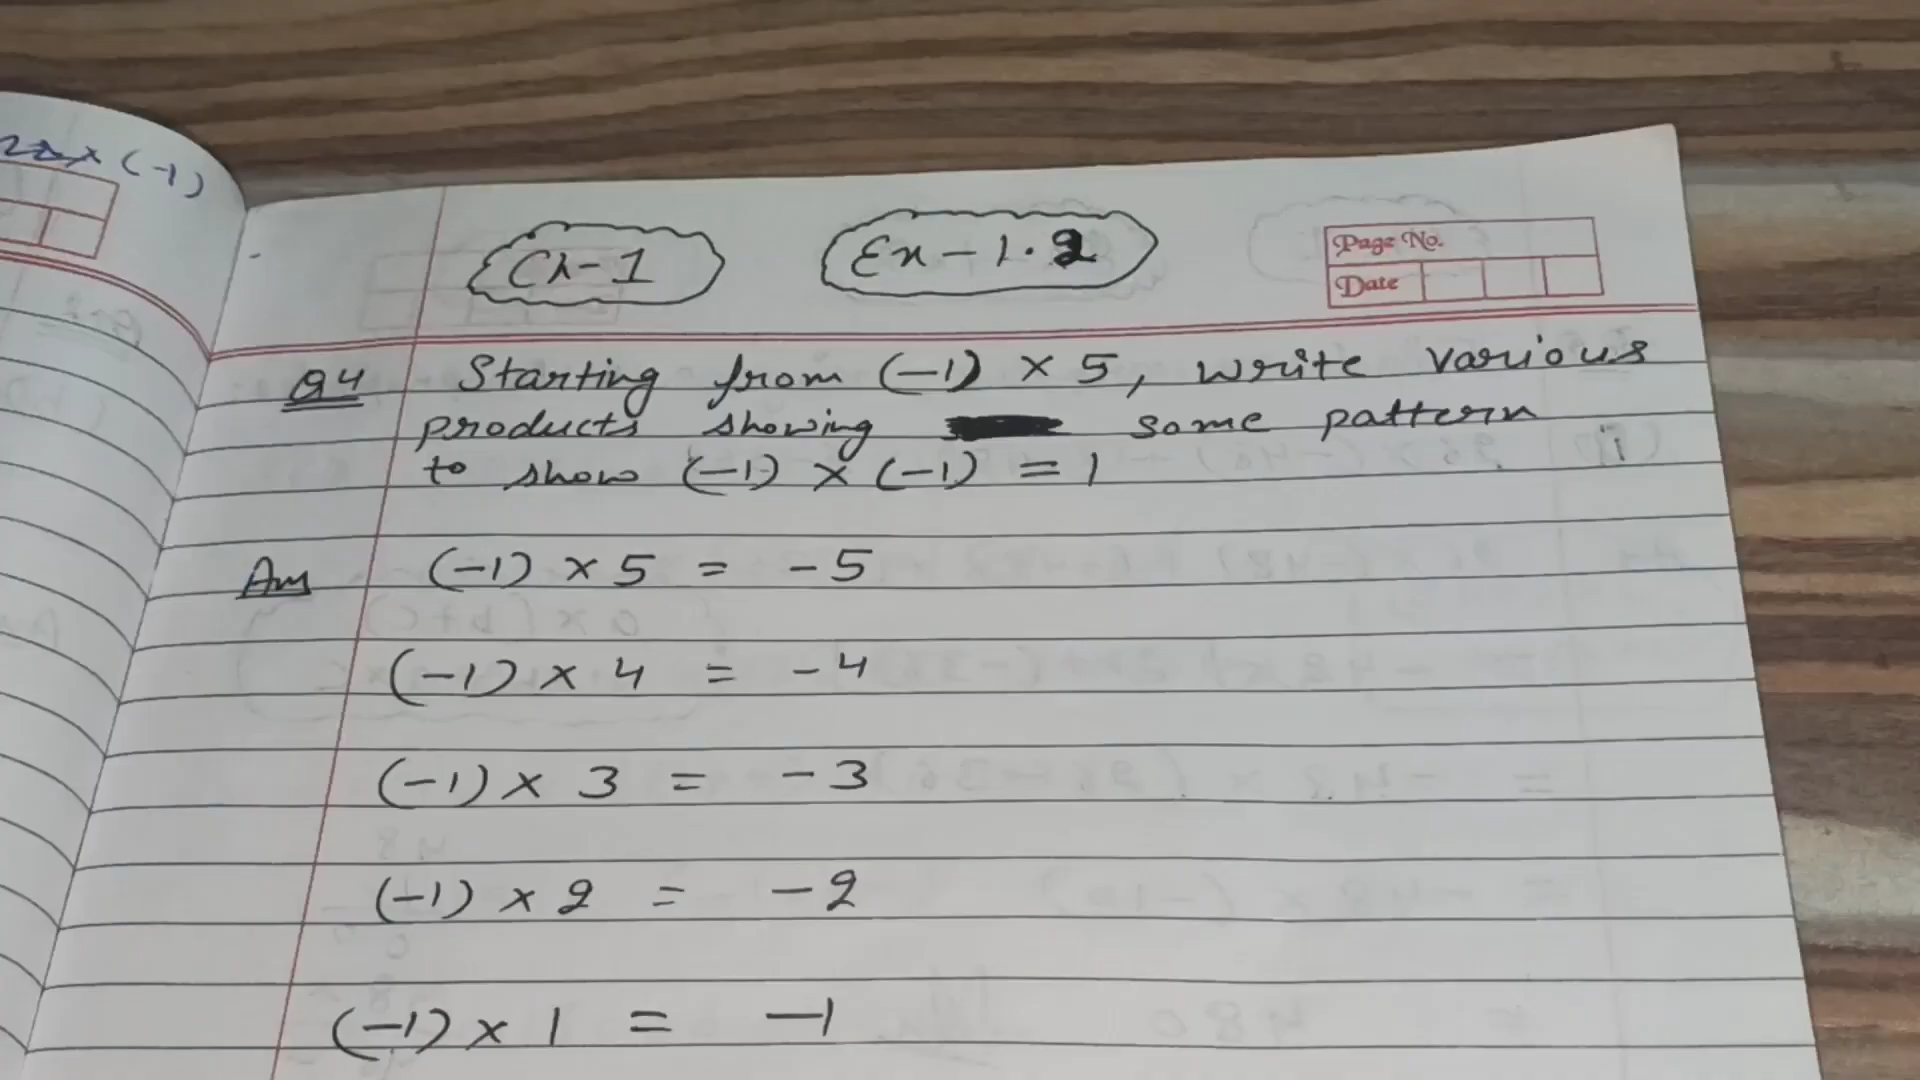 x (-1)
Ch-1
Ex-1.2
Page No.
Date
Q4 Starting from (-1) × 5, write various
products showing some pattern
to show (-1) × (-1) = 1
Ans (-1) × 5 = -5
(-1) × 4 = -4
(-1) × 3 = -3
(-1) × 2 = -2
(-1) × 1 = -1